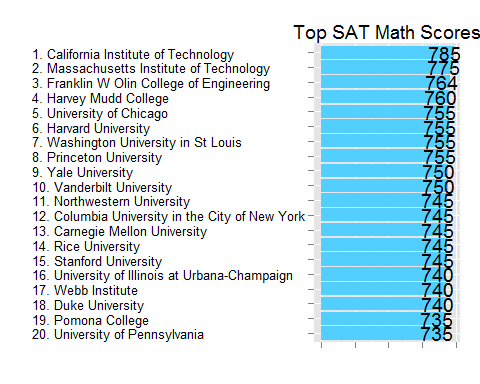 Top SAT Math Scores
1. California Institute of Technology 785
2. Massachusetts Institute of Technology 775
3. Franklin W Olin College of Engineering 764
4. Harvey Mudd College 760
5. University of Chicago 755
6. Harvard University 755
7. Washington University in St Louis 755
8. Princeton University 755
9. Yale University 750
10. Vanderbilt University 750
11. Northwestern University 745
12. Columbia University in the City of New York 745
13. Carnegie Mellon University 745
14. Rice University 745
15. Stanford University 745
16. University of Illinois at Urbana-Champaign 740
17. Webb Institute 740
18. Duke University 740
19. Pomona College 735
20. University of Pennsylvania 735